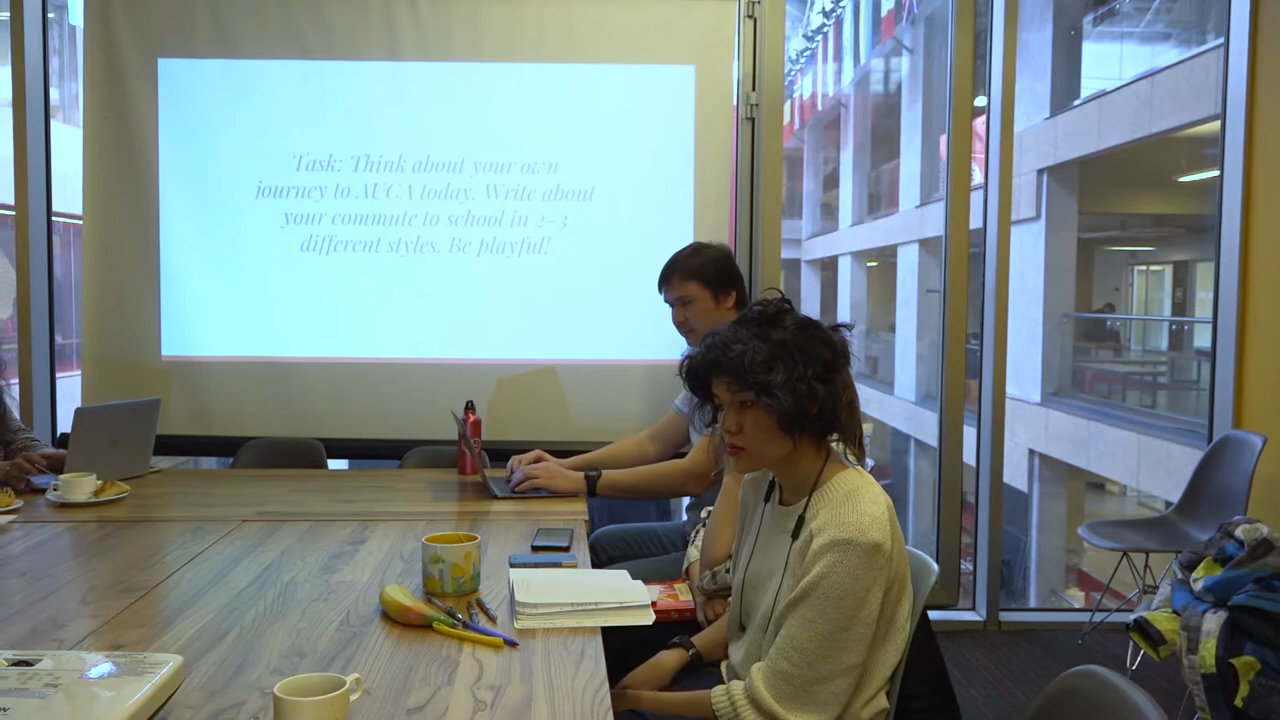 Task: Think about your own
journey to AUCA today. Write about
your commute to school in 2-3
different styles. Be playful!